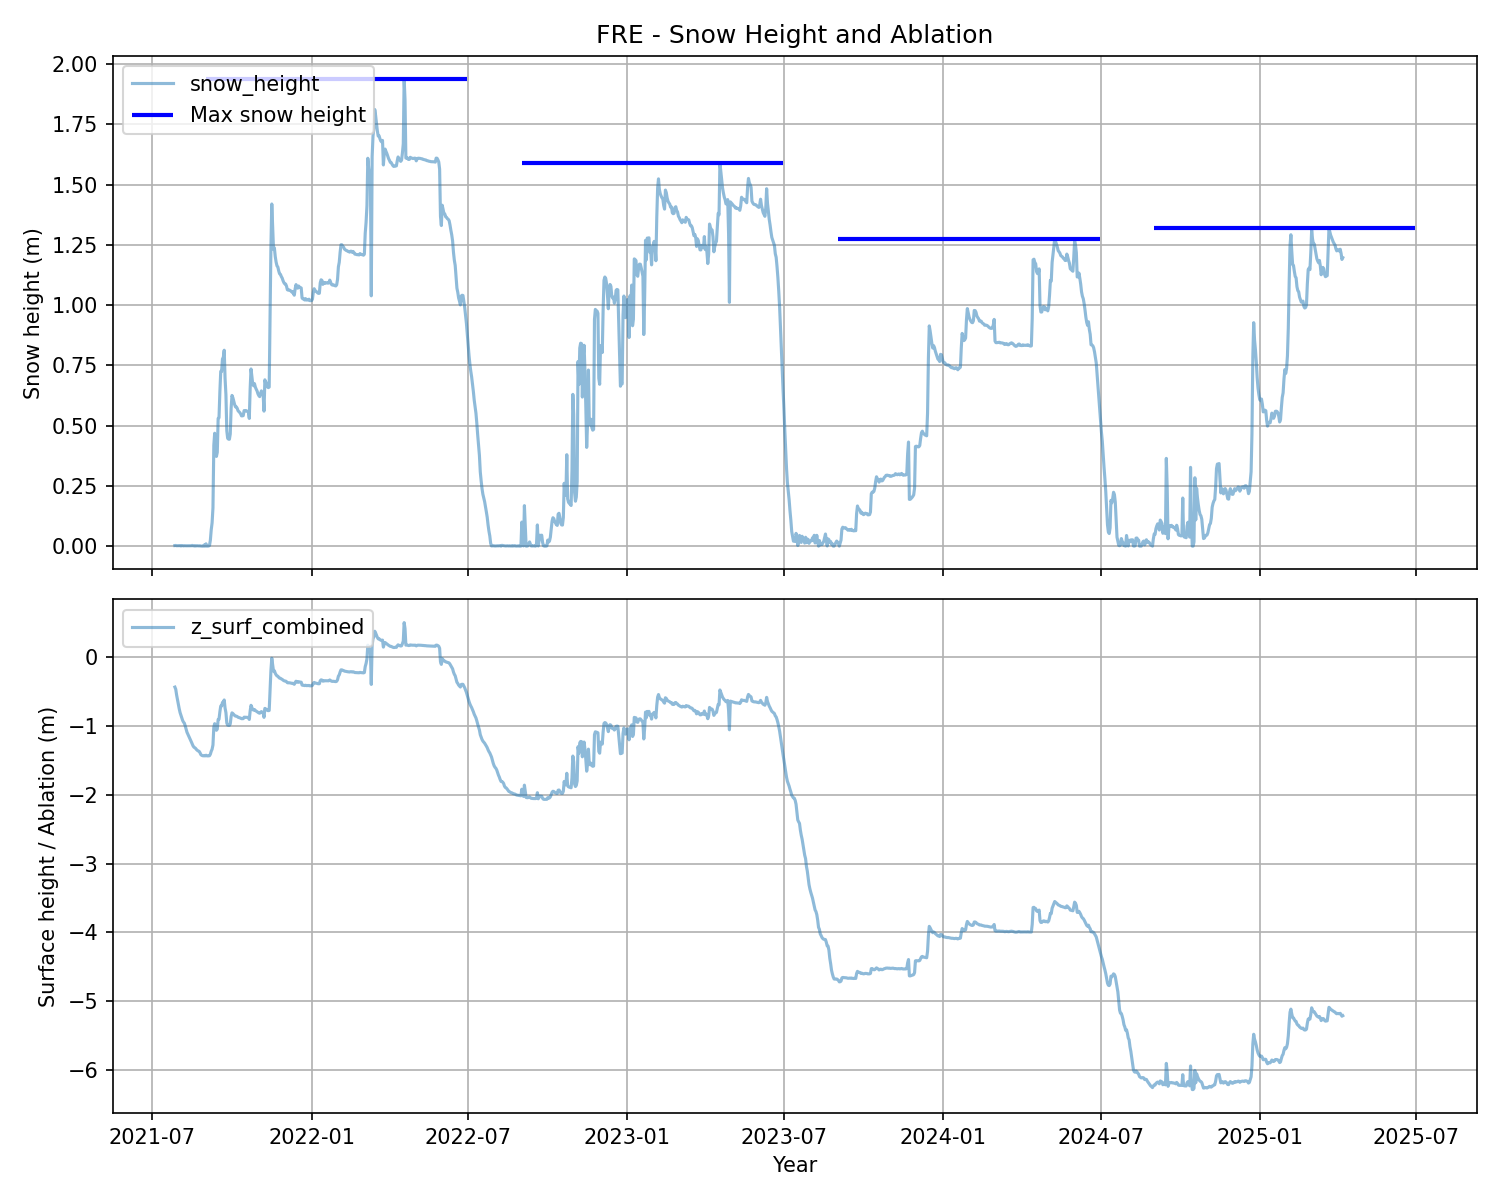 FRE - Snow Height and Ablation
2.00
1.75
1.50
1.25
1.00
0.75
0.50
0.25
0.00
Snow height (m)
snow_height
Max snow height
z_surf_combined
0
−1
−2
−3
−4
−5
−6
Surface height / Ablation (m)
2021-07 2022-01 2022-07 2023-01 2023-07 2024-01 2024-07 2025-01 2025-07
Year